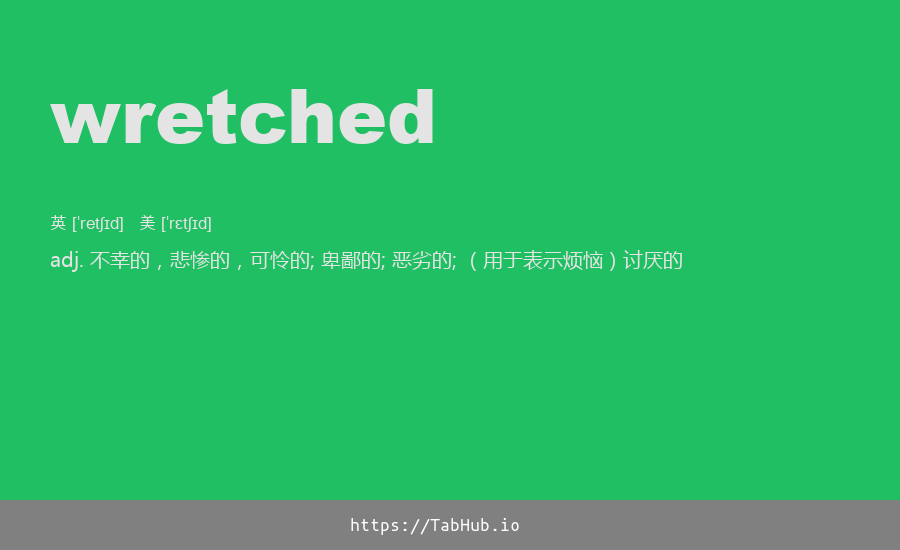 wretched
英 [ˈretʃɪd] 美 [ˈrɛtʃɪd]
adj. 不幸的，悲惨的，可怜的; 卑鄙的; 恶劣的; （用于表示烦恼）讨厌的
https://TabHub.io